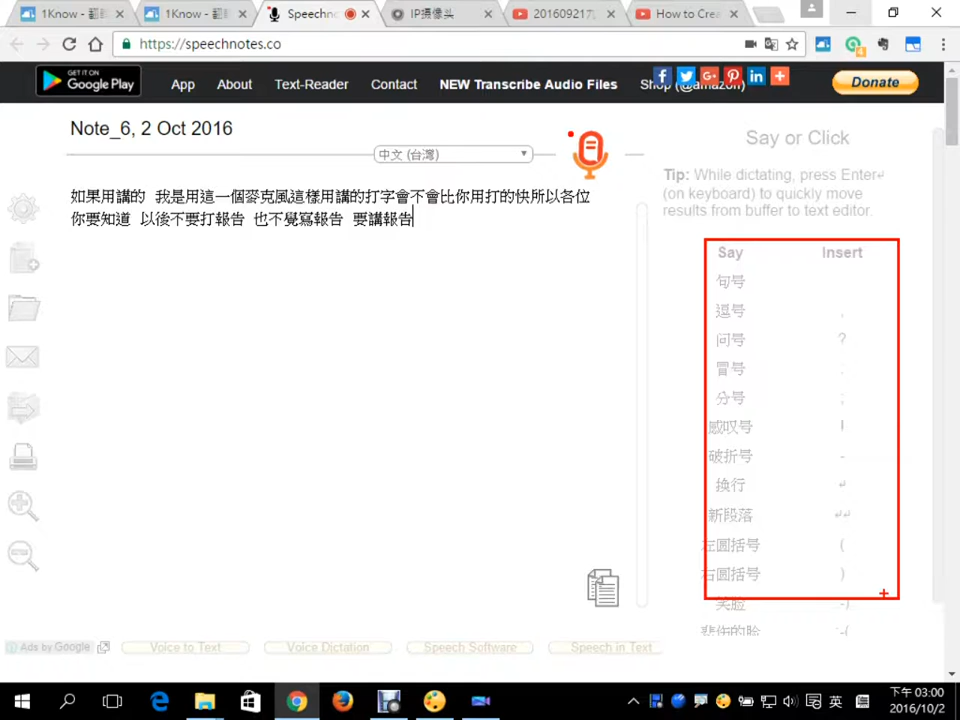 1Know - 翻
1Know - 翻
Speechn
IP摄像头
20160921
How to Crea
https://speechnotes.co
GET IT ON
Google Play
App
About
Text-Reader
Contact
NEW Transcribe Audio Files
Shop (@amazon)
Donate
Note_6, 2 Oct 2016
中文 (台灣)
如果用講的 我是用這一個麥克風這樣用講的打字會不會比你用打的快所以各位
你要知道 以後不要打報告 也不覺寫報告 要講報告
Say or Click
Tip: While dictating, press Enter↵
(on keyboard) to quickly move
results from buffer to text editor.
Say Insert
句号
逗号 ,
问号 ?
冒号 :
分号 ;
感叹号 !
破折号 -
換行 ↵
新段落 ↵↵
左圆括号 (
右圆括号 )
笑脸 :-)
悲伤的脸 :-(
Ads by Google
Voice to Text
Voice Dictation
Speech Software
Speech in Text
英
下午 03:00
2016/10/2